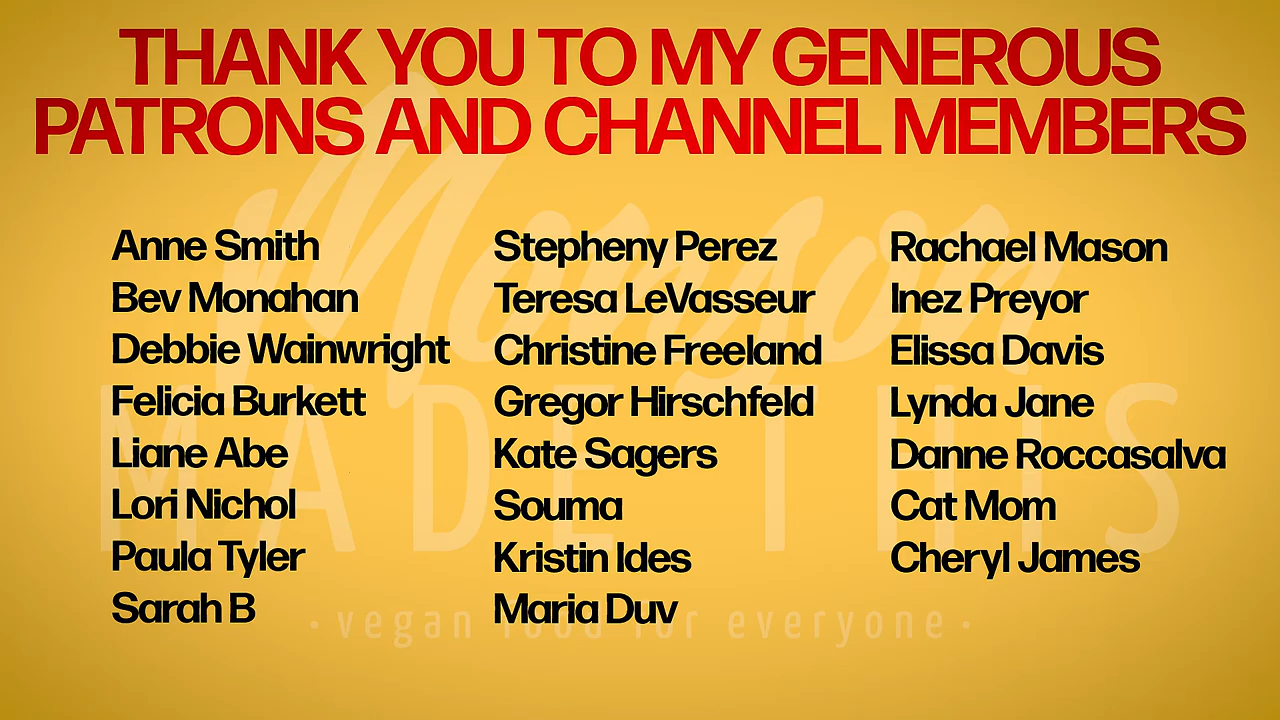 THANK YOU TO MY GENEROUS
PATRONS AND CHANNEL MEMBERS
Anne Smith
Bev Monahan
Debbie Wainwright
Felicia Burkett
Liane Abe
Lori Nichol
Paula Tyler
Sarah B
Stepheny Perez
Teresa LeVasseur
Christine Freeland
Gregor Hirschfeld
Kate Sagers
Souma
Kristin Ides
Maria Duv
Rachael Mason
Inez Preyor
Elissa Davis
Lynda Jane
Danne Roccasalva
Cat Mom
Cheryl James
Monson
MADE THIS
· vegan food for everyone ·